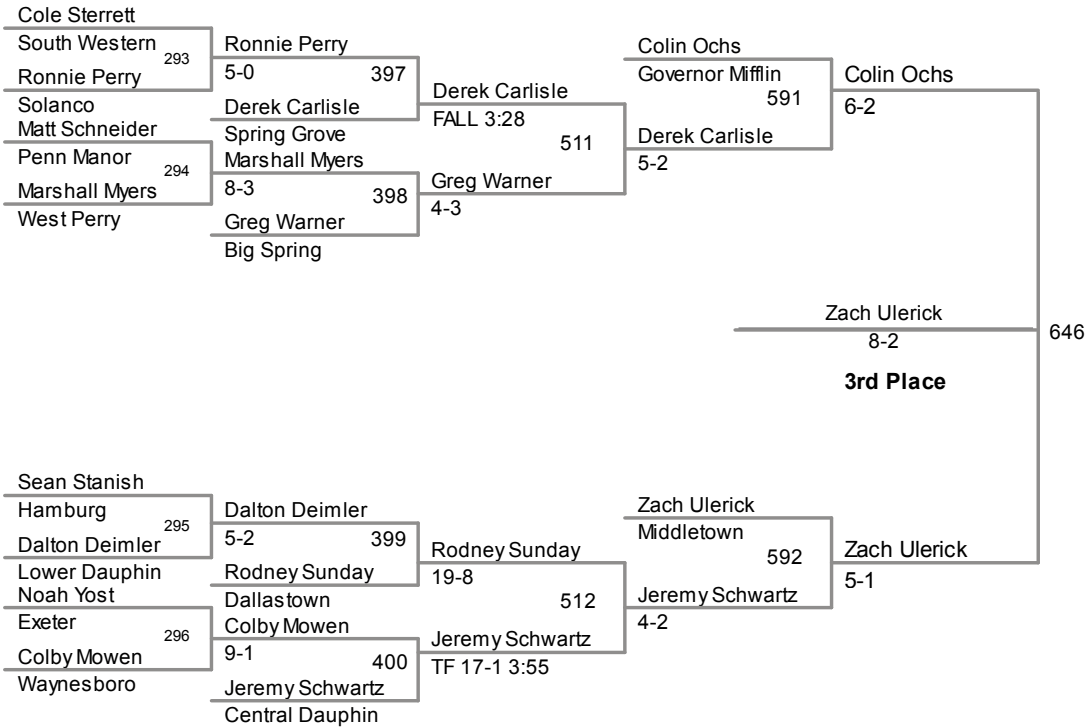 Cole Sterrett
South Western
293
Ronnie Perry
Solanco
Matt Schneider
Penn Manor
294
Marshall Myers
West Perry
Ronnie Perry
5-0
397
Derek Carlisle
Spring Grove
Marshall Myers
8-3
398
Greg Warner
Big Spring
Derek Carlisle
FALL 3:28
511
Greg Warner
4-3
Colin Ochs
Governor Mifflin
591
Derek Carlisle
5-2
Colin Ochs
6-2
Zach Ulerick
8-2
646
3rd Place
Sean Stanish
Hamburg
295
Dalton Deimler
Lower Dauphin
Noah Yost
Exeter
296
Colby Mowen
Waynesboro
Dalton Deimler
5-2
399
Rodney Sunday
Dallastown
Colby Mowen
9-1
400
Jeremy Schwartz
Central Dauphin
Rodney Sunday
19-8
512
Jeremy Schwartz
TF 17-1 3:55
Zach Ulerick
Middletown
592
Jeremy Schwartz
4-2
Zach Ulerick
5-1